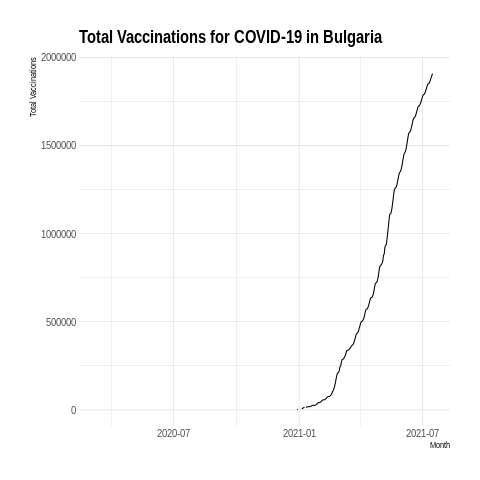 Total Vaccinations for COVID-19 in Bulgaria
Total Vaccinations
2000000
1500000
1000000
500000
0
2020-07
2021-01
2021-07
Month